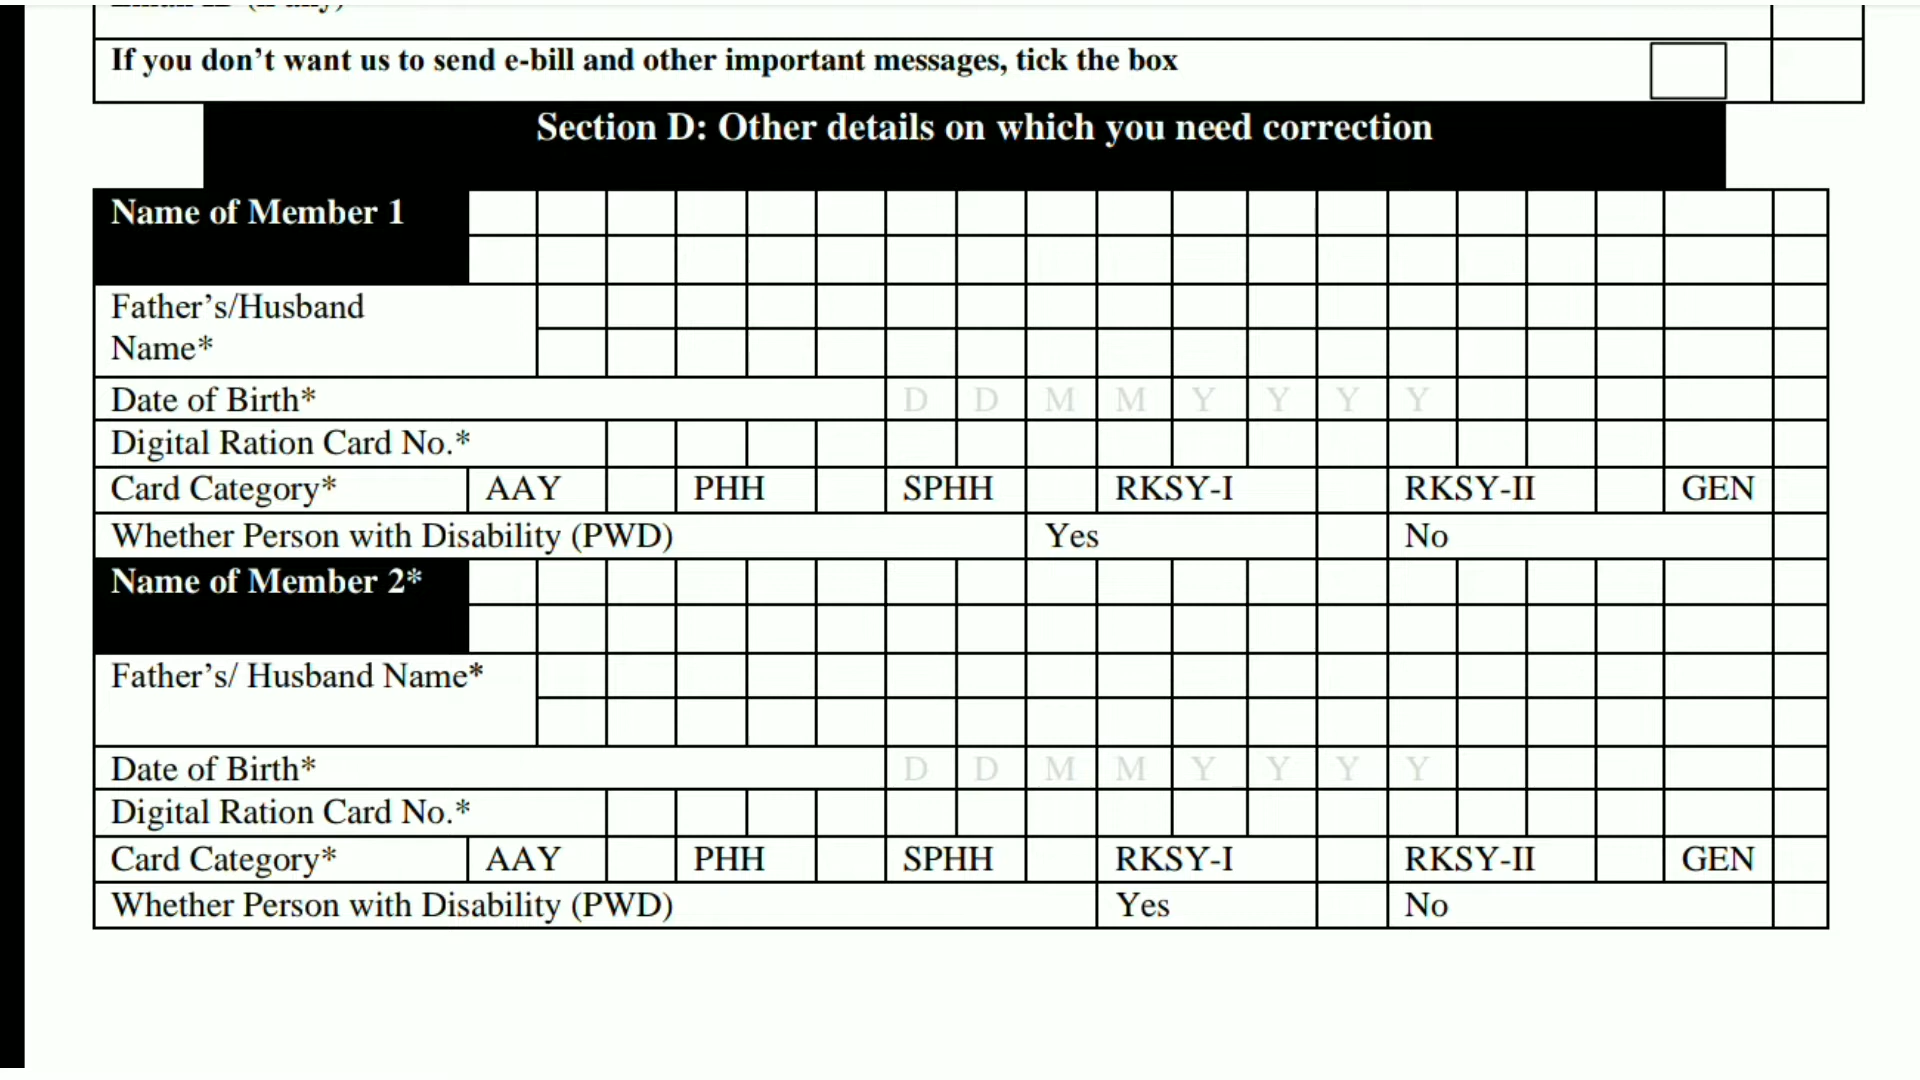 If you don’t want us to send e-bill and other important messages, tick the box
Section D: Other details on which you need correction
Name of Member 1
Father’s/Husband
Name*
Date of Birth* D D M M Y Y Y Y
Digital Ration Card No.*
Card Category* AAY PHH SPHH RKSY-I RKSY-II GEN
Whether Person with Disability (PWD) Yes No
Name of Member 2*
Father’s/ Husband Name*
Date of Birth* D D M M Y Y Y Y
Digital Ration Card No.*
Card Category* AAY PHH SPHH RKSY-I RKSY-II GEN
Whether Person with Disability (PWD) Yes No